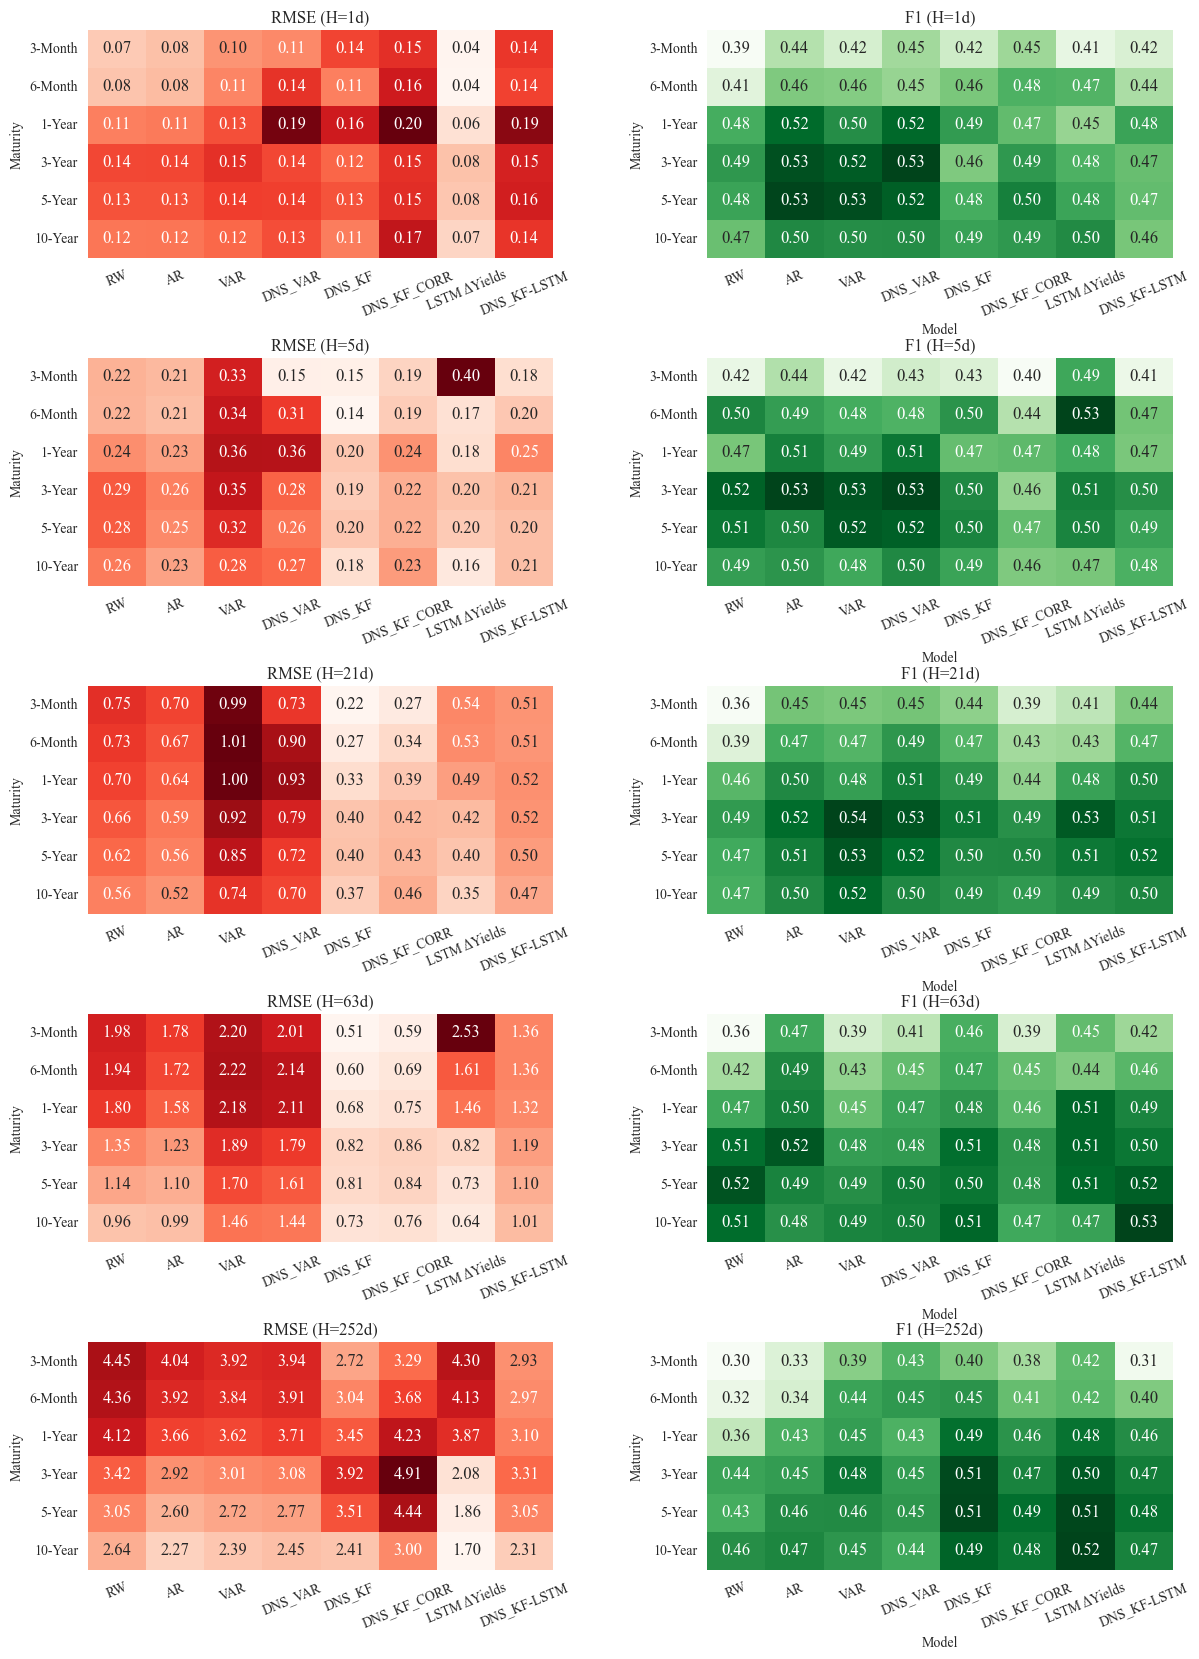 RMSE (H=1d)
Maturity
3-Month 0.07 0.08 0.10 0.11 0.14 0.15 0.04 0.14
6-Month 0.08 0.08 0.11 0.14 0.11 0.16 0.04 0.14
1-Year 0.11 0.11 0.13 0.19 0.16 0.20 0.06 0.19
3-Year 0.14 0.14 0.15 0.14 0.12 0.15 0.08 0.15
5-Year 0.13 0.13 0.14 0.14 0.13 0.15 0.08 0.16
10-Year 0.12 0.12 0.12 0.13 0.11 0.17 0.07 0.14
RW AR VAR DNS_VAR DNS_KF DNS_KF_CORR LSTM ΔYields DNS_KF-LSTM
F1 (H=1d)
Maturity
3-Month 0.39 0.44 0.42 0.45 0.42 0.45 0.41 0.42
6-Month 0.41 0.46 0.46 0.45 0.46 0.48 0.47 0.44
1-Year 0.48 0.52 0.50 0.52 0.49 0.47 0.45 0.48
3-Year 0.49 0.53 0.52 0.53 0.46 0.49 0.48 0.47
5-Year 0.48 0.53 0.53 0.52 0.48 0.50 0.48 0.47
10-Year 0.47 0.50 0.50 0.50 0.49 0.49 0.50 0.46
RW AR VAR DNS_VAR DNS_KF DNS_KF_CORR LSTM ΔYields DNS_KF-LSTM
Model
RMSE (H=5d)
Maturity
3-Month 0.22 0.21 0.33 0.15 0.15 0.19 0.40 0.18
6-Month 0.22 0.21 0.34 0.31 0.14 0.19 0.17 0.20
1-Year 0.24 0.23 0.36 0.36 0.20 0.24 0.18 0.25
3-Year 0.29 0.26 0.35 0.28 0.19 0.22 0.20 0.21
5-Year 0.28 0.25 0.32 0.26 0.20 0.22 0.20 0.20
10-Year 0.26 0.23 0.28 0.27 0.18 0.23 0.16 0.21
RW AR VAR DNS_VAR DNS_KF DNS_KF_CORR LSTM ΔYields DNS_KF-LSTM
F1 (H=5d)
Maturity
3-Month 0.42 0.44 0.42 0.43 0.43 0.40 0.49 0.41
6-Month 0.50 0.49 0.48 0.48 0.50 0.44 0.53 0.47
1-Year 0.47 0.51 0.49 0.51 0.47 0.47 0.48 0.47
3-Year 0.52 0.53 0.53 0.53 0.50 0.46 0.51 0.50
5-Year 0.51 0.50 0.52 0.52 0.50 0.47 0.50 0.49
10-Year 0.49 0.50 0.48 0.50 0.49 0.46 0.47 0.48
RW AR VAR DNS_VAR DNS_KF DNS_KF_CORR LSTM ΔYields DNS_KF-LSTM
Model
RMSE (H=21d)
Maturity
3-Month 0.75 0.70 0.99 0.73 0.22 0.27 0.54 0.51
6-Month 0.73 0.67 1.01 0.90 0.27 0.34 0.53 0.51
1-Year 0.70 0.64 1.00 0.93 0.33 0.39 0.49 0.52
3-Year 0.66 0.59 0.92 0.79 0.40 0.42 0.42 0.52
5-Year 0.62 0.56 0.85 0.72 0.40 0.43 0.40 0.50
10-Year 0.56 0.52 0.74 0.70 0.37 0.46 0.35 0.47
RW AR VAR DNS_VAR DNS_KF DNS_KF_CORR LSTM ΔYields DNS_KF-LSTM
F1 (H=21d)
Maturity
3-Month 0.36 0.45 0.45 0.45 0.44 0.39 0.41 0.44
6-Month 0.39 0.47 0.47 0.49 0.47 0.43 0.43 0.47
1-Year 0.46 0.50 0.48 0.51 0.49 0.44 0.48 0.50
3-Year 0.49 0.52 0.54 0.53 0.51 0.49 0.53 0.51
5-Year 0.47 0.51 0.53 0.52 0.50 0.50 0.51 0.52
10-Year 0.47 0.50 0.52 0.50 0.49 0.49 0.49 0.50
RW AR VAR DNS_VAR DNS_KF DNS_KF_CORR LSTM ΔYields DNS_KF-LSTM
Model
RMSE (H=63d)
Maturity
3-Month 1.98 1.78 2.20 2.01 0.51 0.59 2.53 1.36
6-Month 1.94 1.72 2.22 2.14 0.60 0.69 1.61 1.36
1-Year 1.80 1.58 2.18 2.11 0.68 0.75 1.46 1.32
3-Year 1.35 1.23 1.89 1.79 0.82 0.86 0.82 1.19
5-Year 1.14 1.10 1.70 1.61 0.81 0.84 0.73 1.10
10-Year 0.96 0.99 1.46 1.44 0.73 0.76 0.64 1.01
RW AR VAR DNS_VAR DNS_KF DNS_KF_CORR LSTM ΔYields DNS_KF-LSTM
F1 (H=63d)
Maturity
3-Month 0.36 0.47 0.39 0.41 0.46 0.39 0.45 0.42
6-Month 0.42 0.49 0.43 0.45 0.47 0.45 0.44 0.46
1-Year 0.47 0.50 0.45 0.47 0.48 0.46 0.51 0.49
3-Year 0.51 0.52 0.48 0.48 0.51 0.48 0.51 0.50
5-Year 0.52 0.49 0.49 0.50 0.50 0.48 0.51 0.52
10-Year 0.51 0.48 0.49 0.50 0.51 0.47 0.47 0.53
RW AR VAR DNS_VAR DNS_KF DNS_KF_CORR LSTM ΔYields DNS_KF-LSTM
Model
RMSE (H=252d)
Maturity
3-Month 4.45 4.04 3.92 3.94 2.72 3.29 4.30 2.93
6-Month 4.36 3.92 3.84 3.91 3.04 3.68 4.13 2.97
1-Year 4.12 3.66 3.62 3.71 3.45 4.23 3.87 3.10
3-Year 3.42 2.92 3.01 3.08 3.92 4.91 2.08 3.31
5-Year 3.05 2.60 2.72 2.77 3.51 4.44 1.86 3.05
10-Year 2.64 2.27 2.39 2.45 2.41 3.00 1.70 2.31
RW AR VAR DNS_VAR DNS_KF DNS_KF_CORR LSTM ΔYields DNS_KF-LSTM
F1 (H=252d)
Maturity
3-Month 0.30 0.33 0.39 0.43 0.40 0.38 0.42 0.31
6-Month 0.32 0.34 0.44 0.45 0.45 0.41 0.42 0.40
1-Year 0.36 0.43 0.45 0.43 0.49 0.46 0.48 0.46
3-Year 0.44 0.45 0.48 0.45 0.51 0.47 0.50 0.47
5-Year 0.43 0.46 0.46 0.45 0.51 0.49 0.51 0.48
10-Year 0.46 0.47 0.45 0.44 0.49 0.48 0.52 0.47
RW AR VAR DNS_VAR DNS_KF DNS_KF_CORR LSTM ΔYields DNS_KF-LSTM
Model